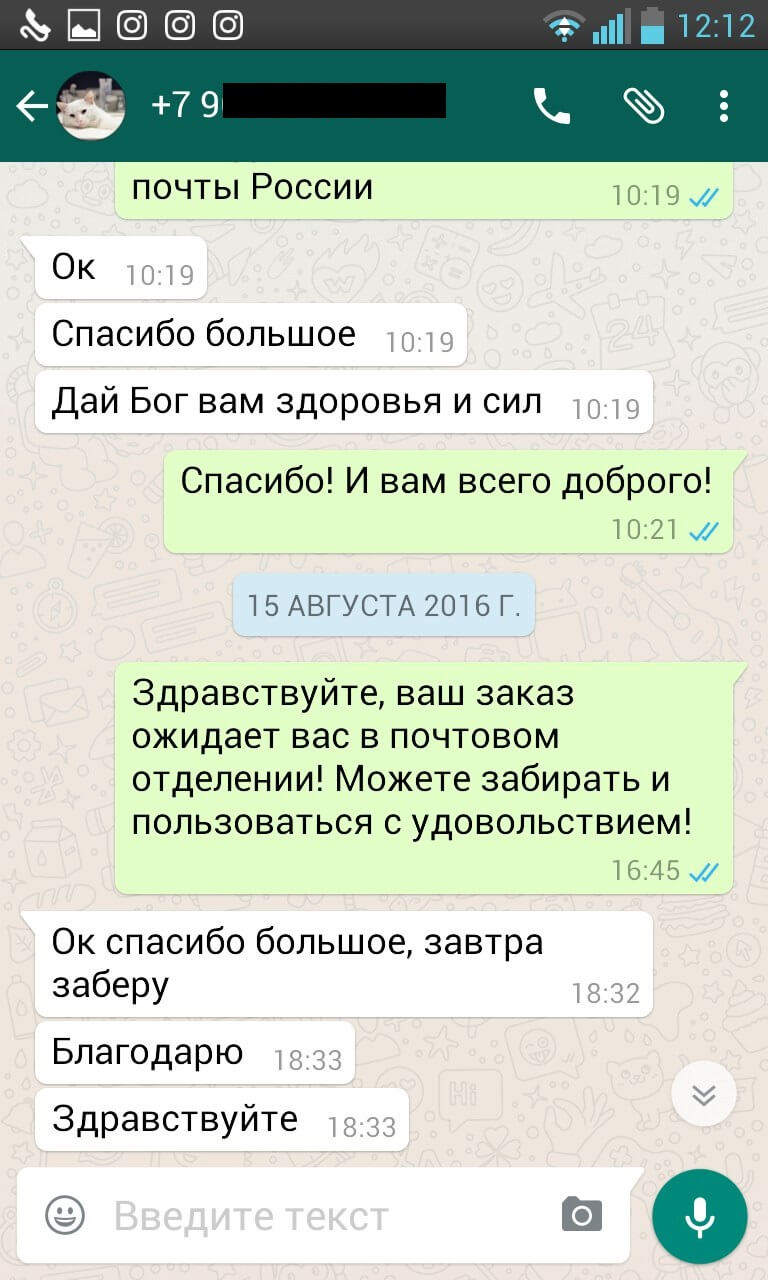 12:12
+7 9
почты России
10:19
Ок 10:19
Спасибо большое 10:19
Дай Бог вам здоровья и сил 10:19
Спасибо! И вам всего доброго!
10:21
15 АВГУСТА 2016 Г.
Здравствуйте, ваш заказ
ожидает вас в почтовом
отделении! Можете забирать и
пользоваться с удовольствием!
16:45
Ок спасибо большое, завтра
заберу 18:32
Благодарю 18:33
Здравствуйте 18:33
Введите текст